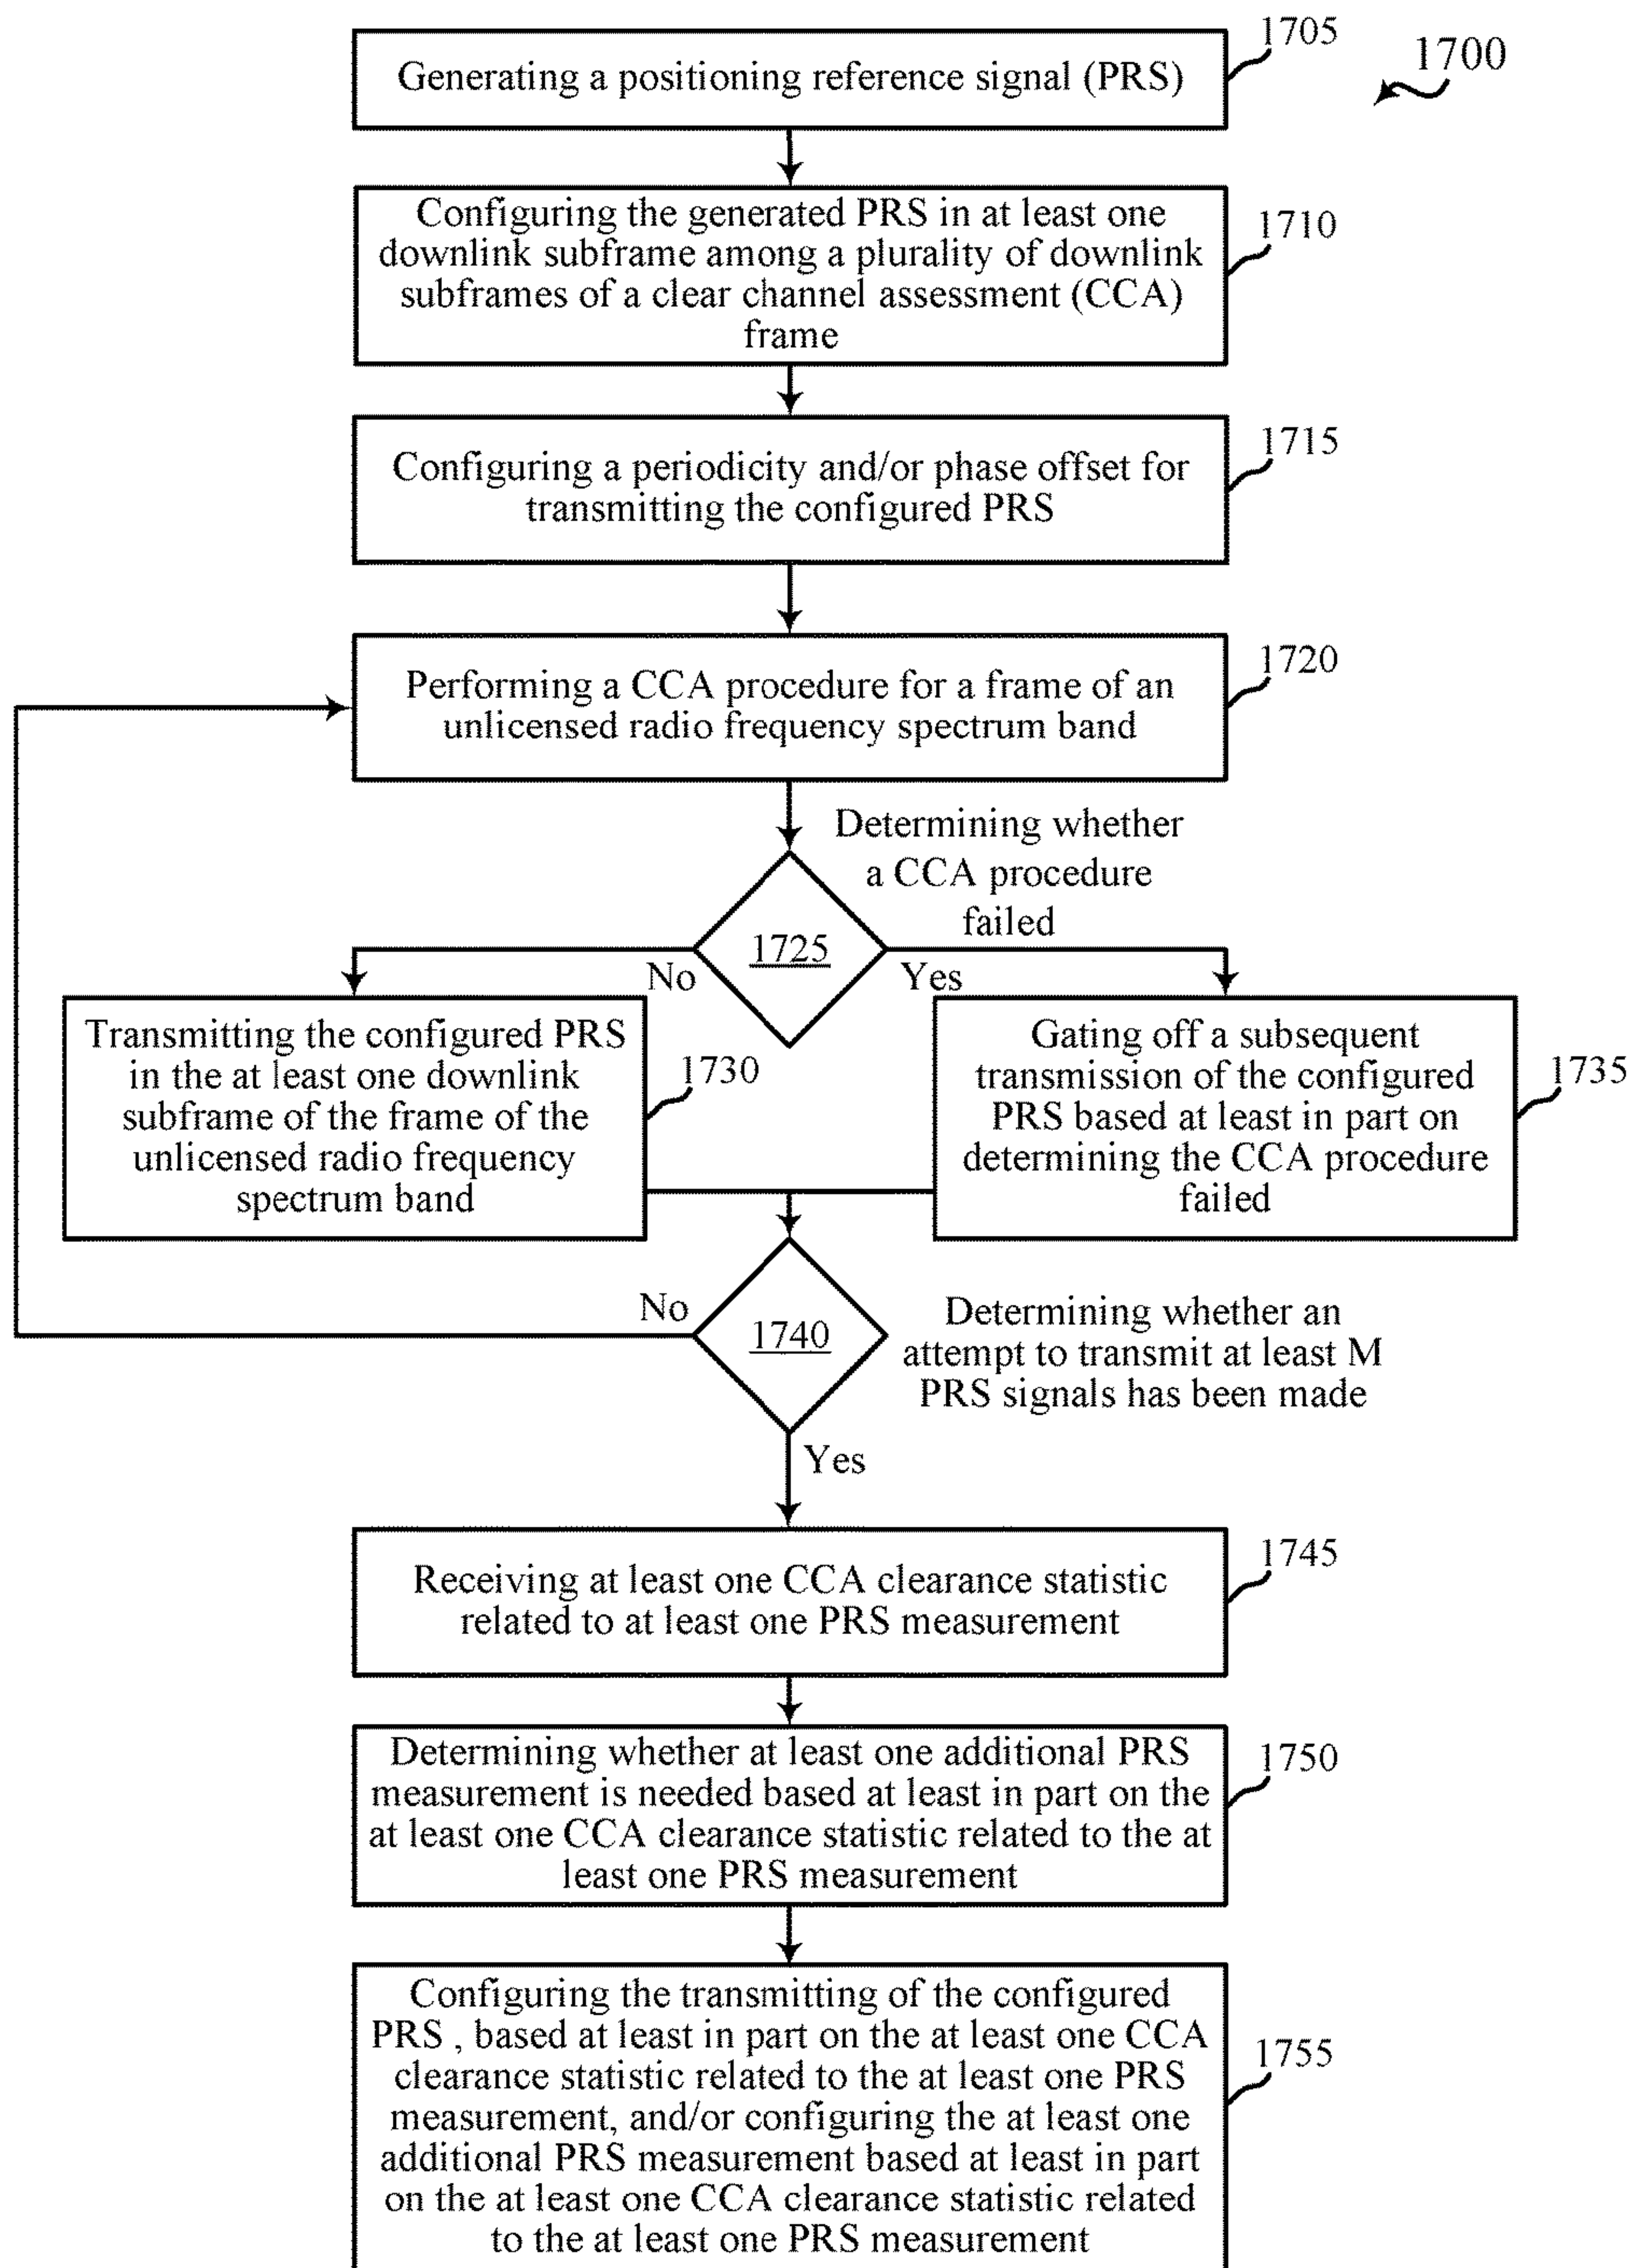 1705
1700
Generating a positioning reference signal (PRS)
Configuring the generated PRS in at least one
downlink subframe among a plurality of downlink
subframes of a clear channel assessment (CCA)
frame
1710
Configuring a periodicity and/or phase offset for
transmitting the configured PRS
1715
Performing a CCA procedure for a frame of an
unlicensed radio frequency spectrum band
1720
Determining whether
a CCA procedure
failed
1725
No
Yes
Transmitting the configured PRS
in the at least one downlink
subframe of the frame of the
unlicensed radio frequency
spectrum band
1730
Gating off a subsequent
transmission of the configured
PRS based at least in part on
determining the CCA procedure
failed
1735
No
1740
Determining whether an
attempt to transmit at least M
PRS signals has been made
Yes
Receiving at least one CCA clearance statistic
related to at least one PRS measurement
1745
Determining whether at least one additional PRS
measurement is needed based at least in part on the
at least one CCA clearance statistic related to the at
least one PRS measurement
1750
Configuring the transmitting of the configured
PRS , based at least in part on the at least one CCA
clearance statistic related to the at least one PRS
measurement, and/or configuring the at least one
additional PRS measurement based at least in part
on the at least one CCA clearance statistic related
to the at least one PRS measurement
1755